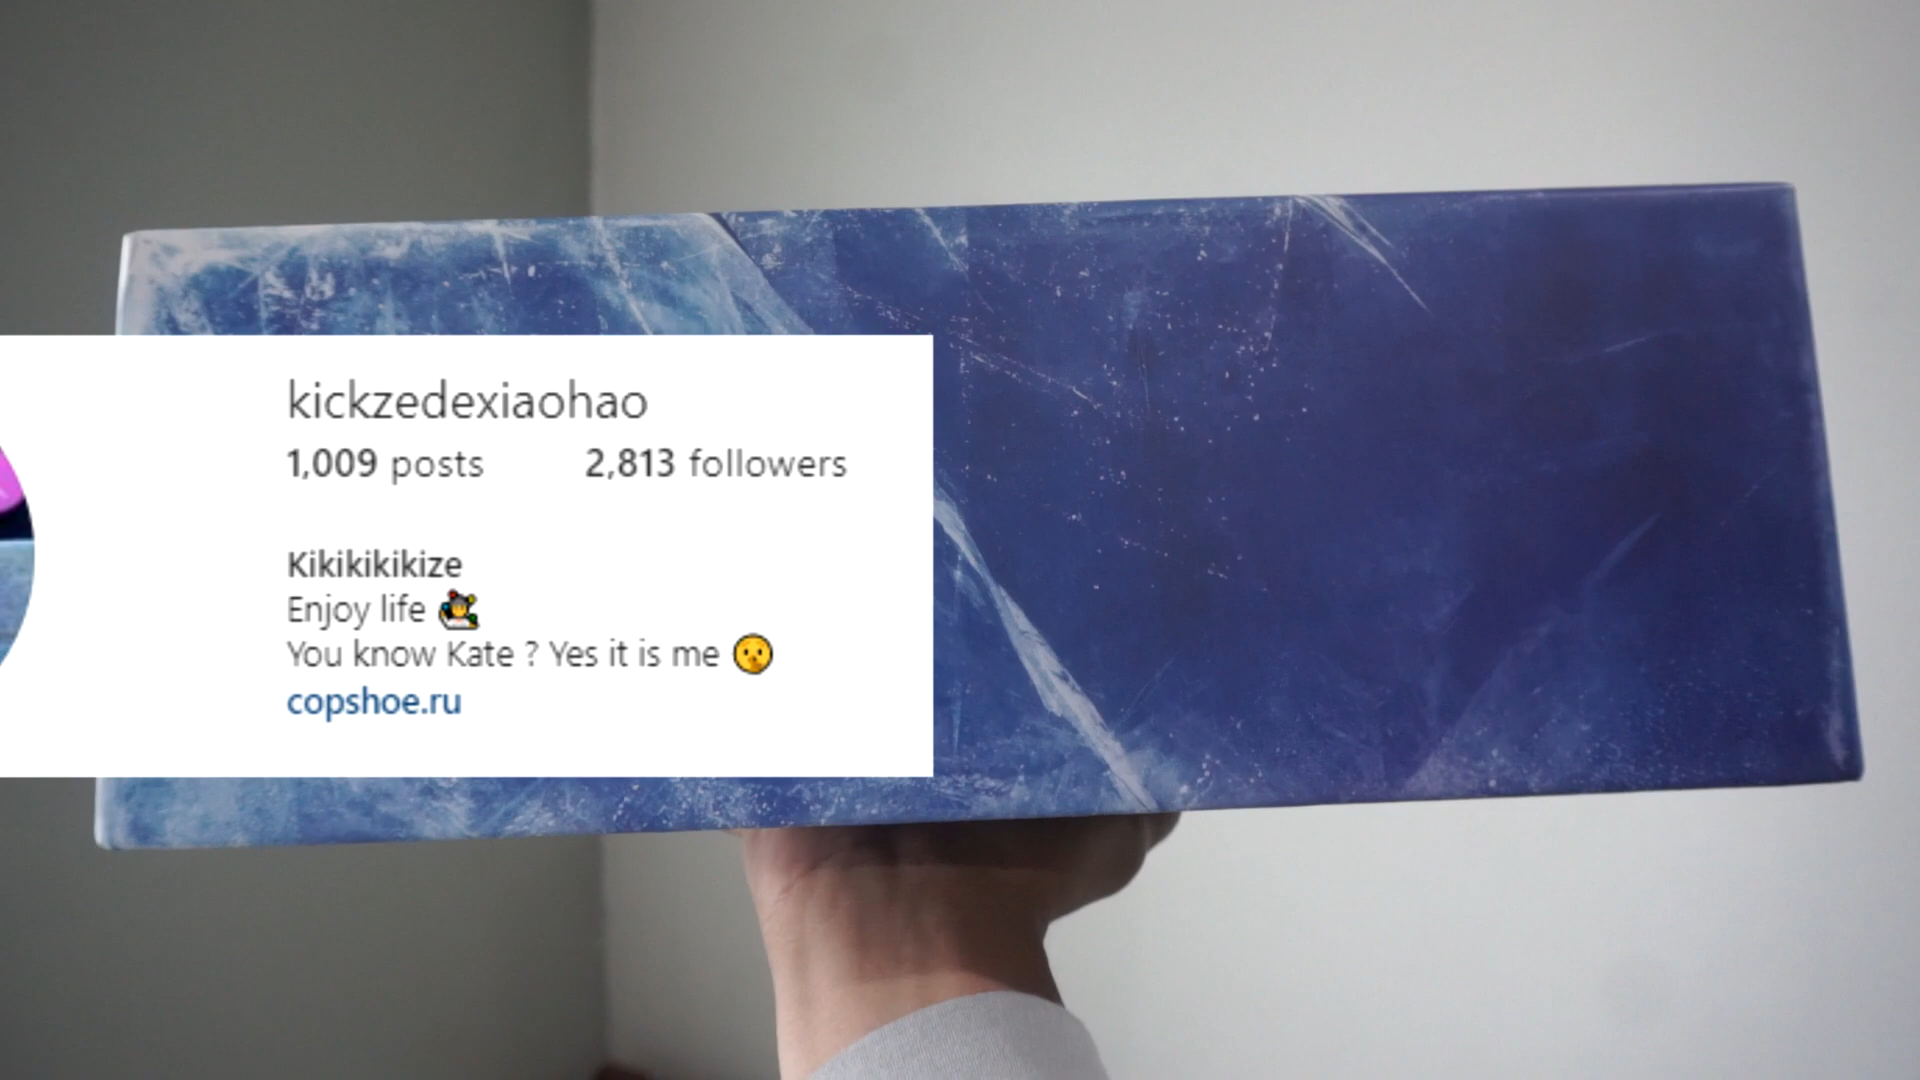 kickzedexiaohao
1,009 posts 2,813 followers
Kikikikikize
Enjoy life
You know Kate ? Yes it is me
copshoe.ru